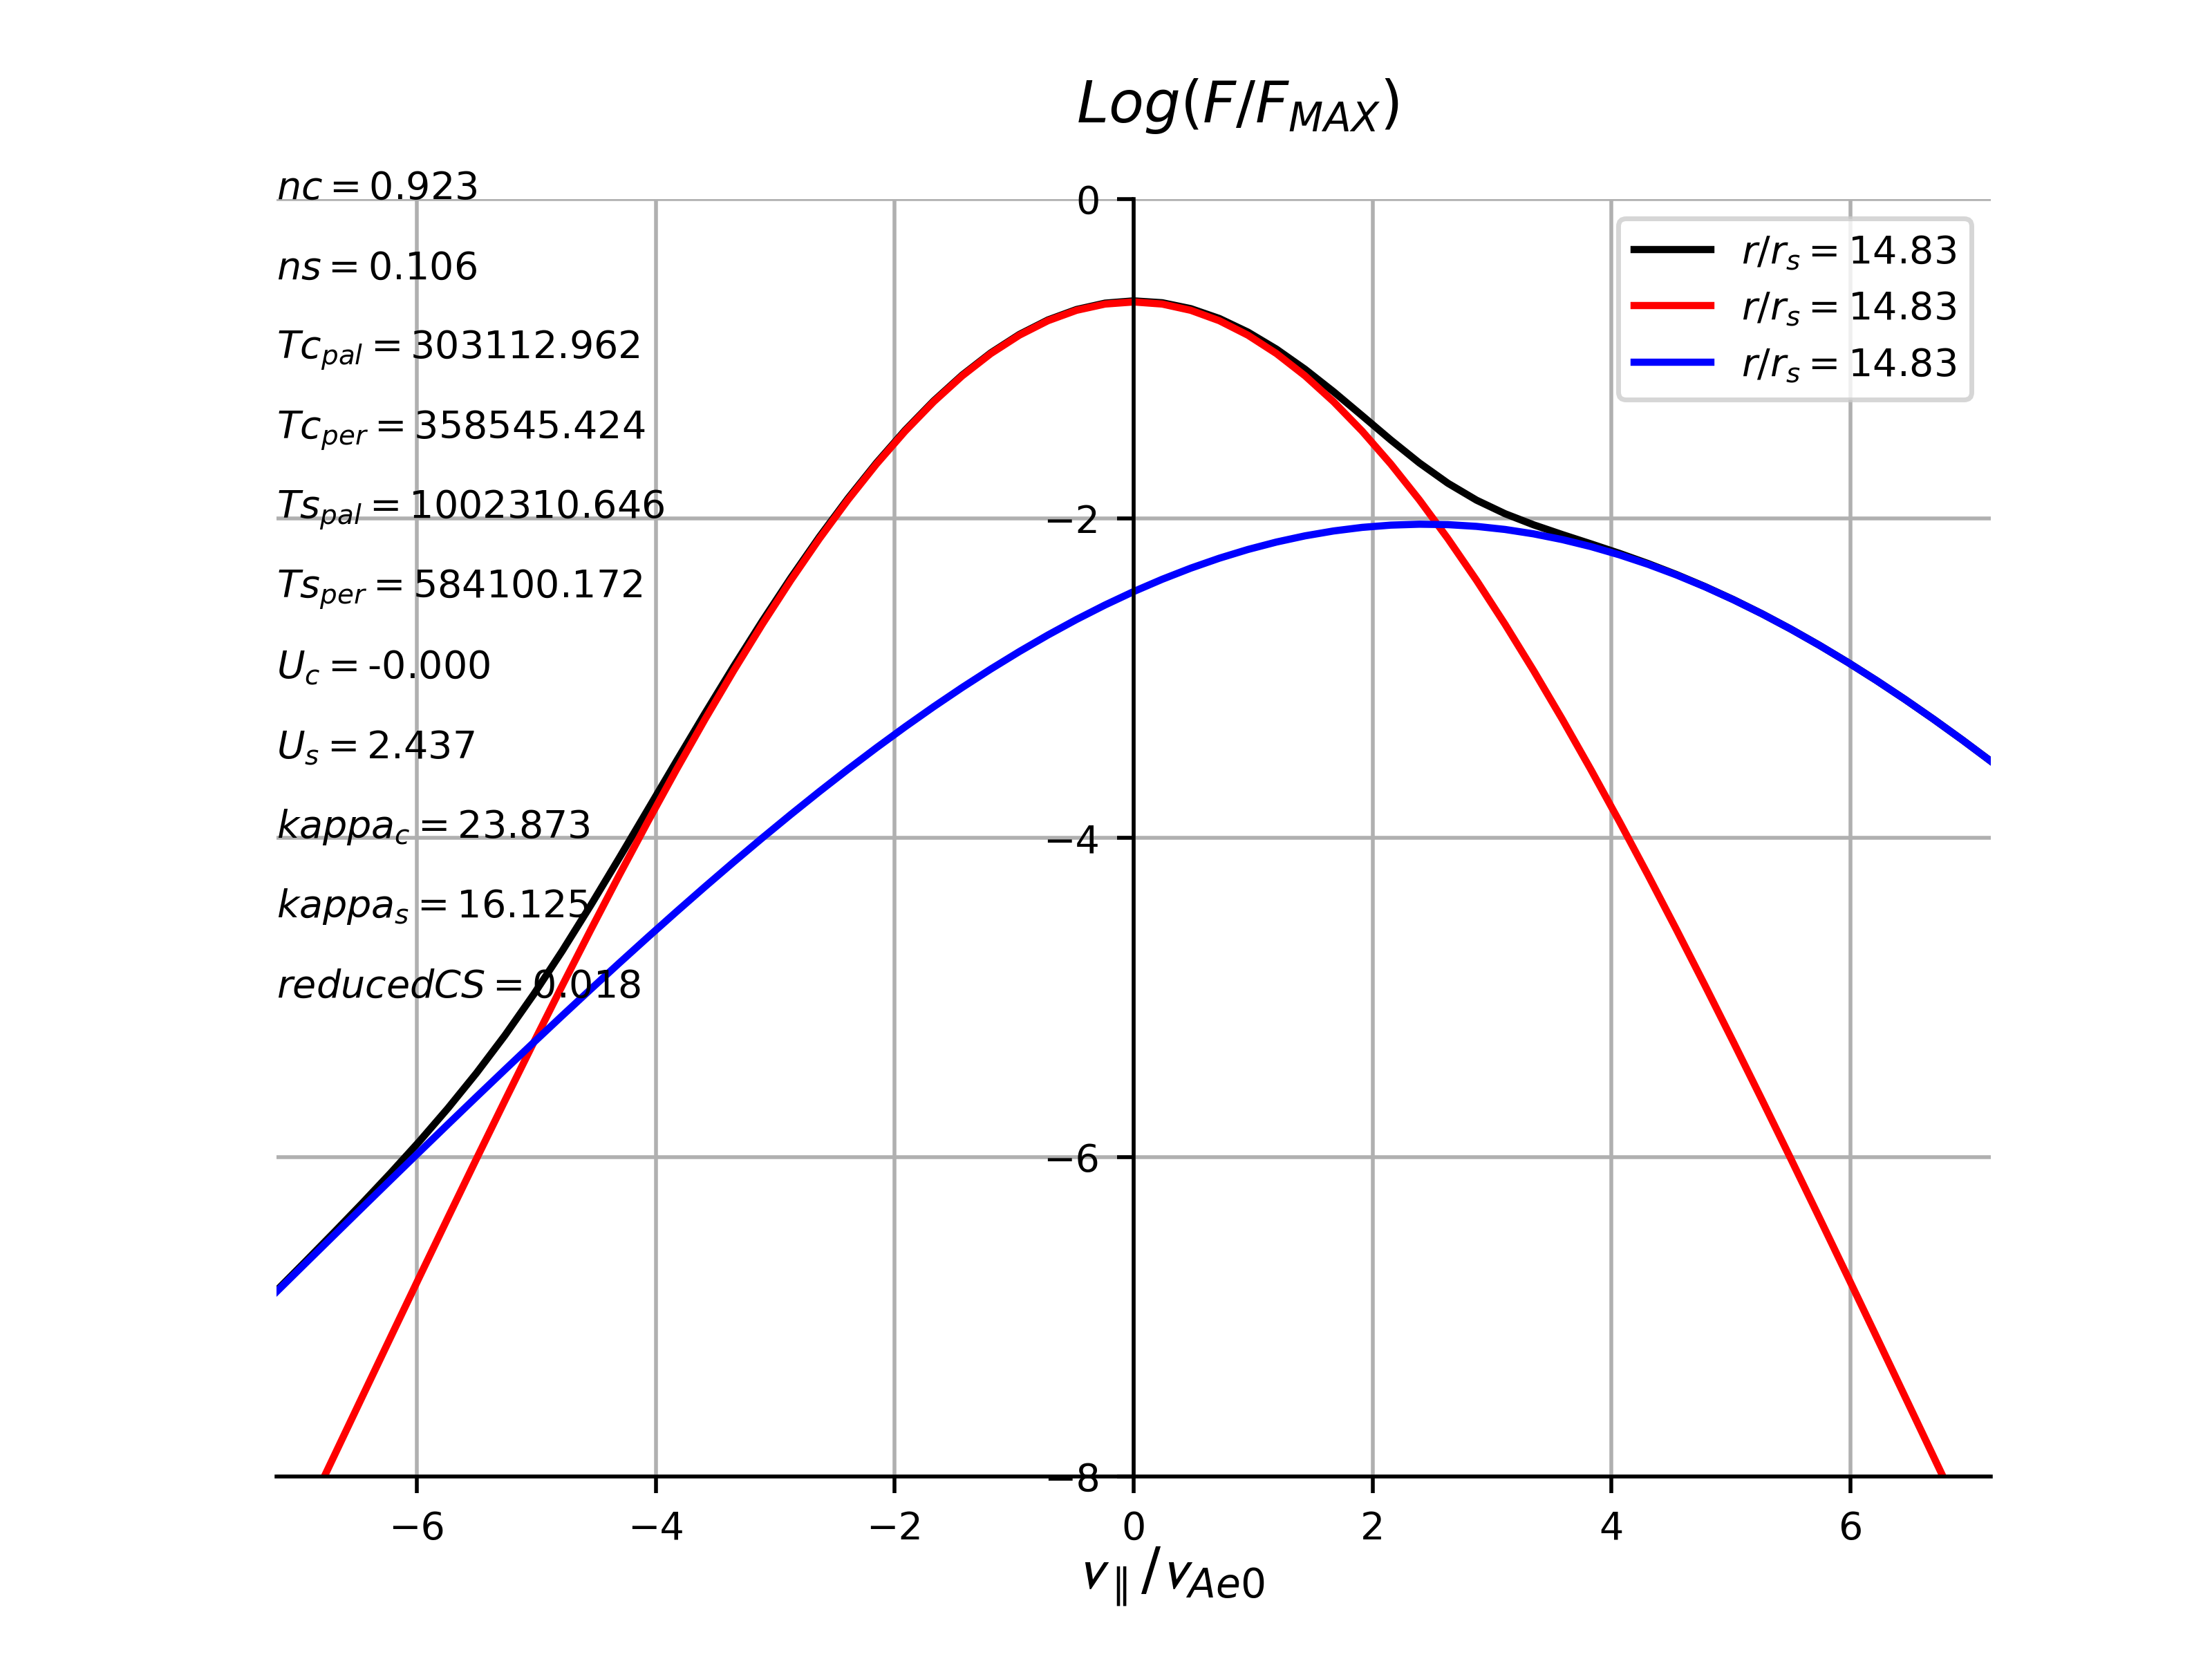 Log(F/F_MAX)
nc = 0.923
ns = 0.106
Tc_pal = 303112.962
Tc_per = 358545.424
Ts_pal = 1002310.646
Ts_per = 584100.172
U_c = -0.000
U_s = 2.437
kappa_c = 23.873
kappa_s = 16.125
reducedCS = 0.018
r/r_s = 14.83
r/r_s = 14.83
r/r_s = 14.83
0
−2
−4
−6
−8
−6 −4 −2 0 2 4 6
v_∥/v_Ae0